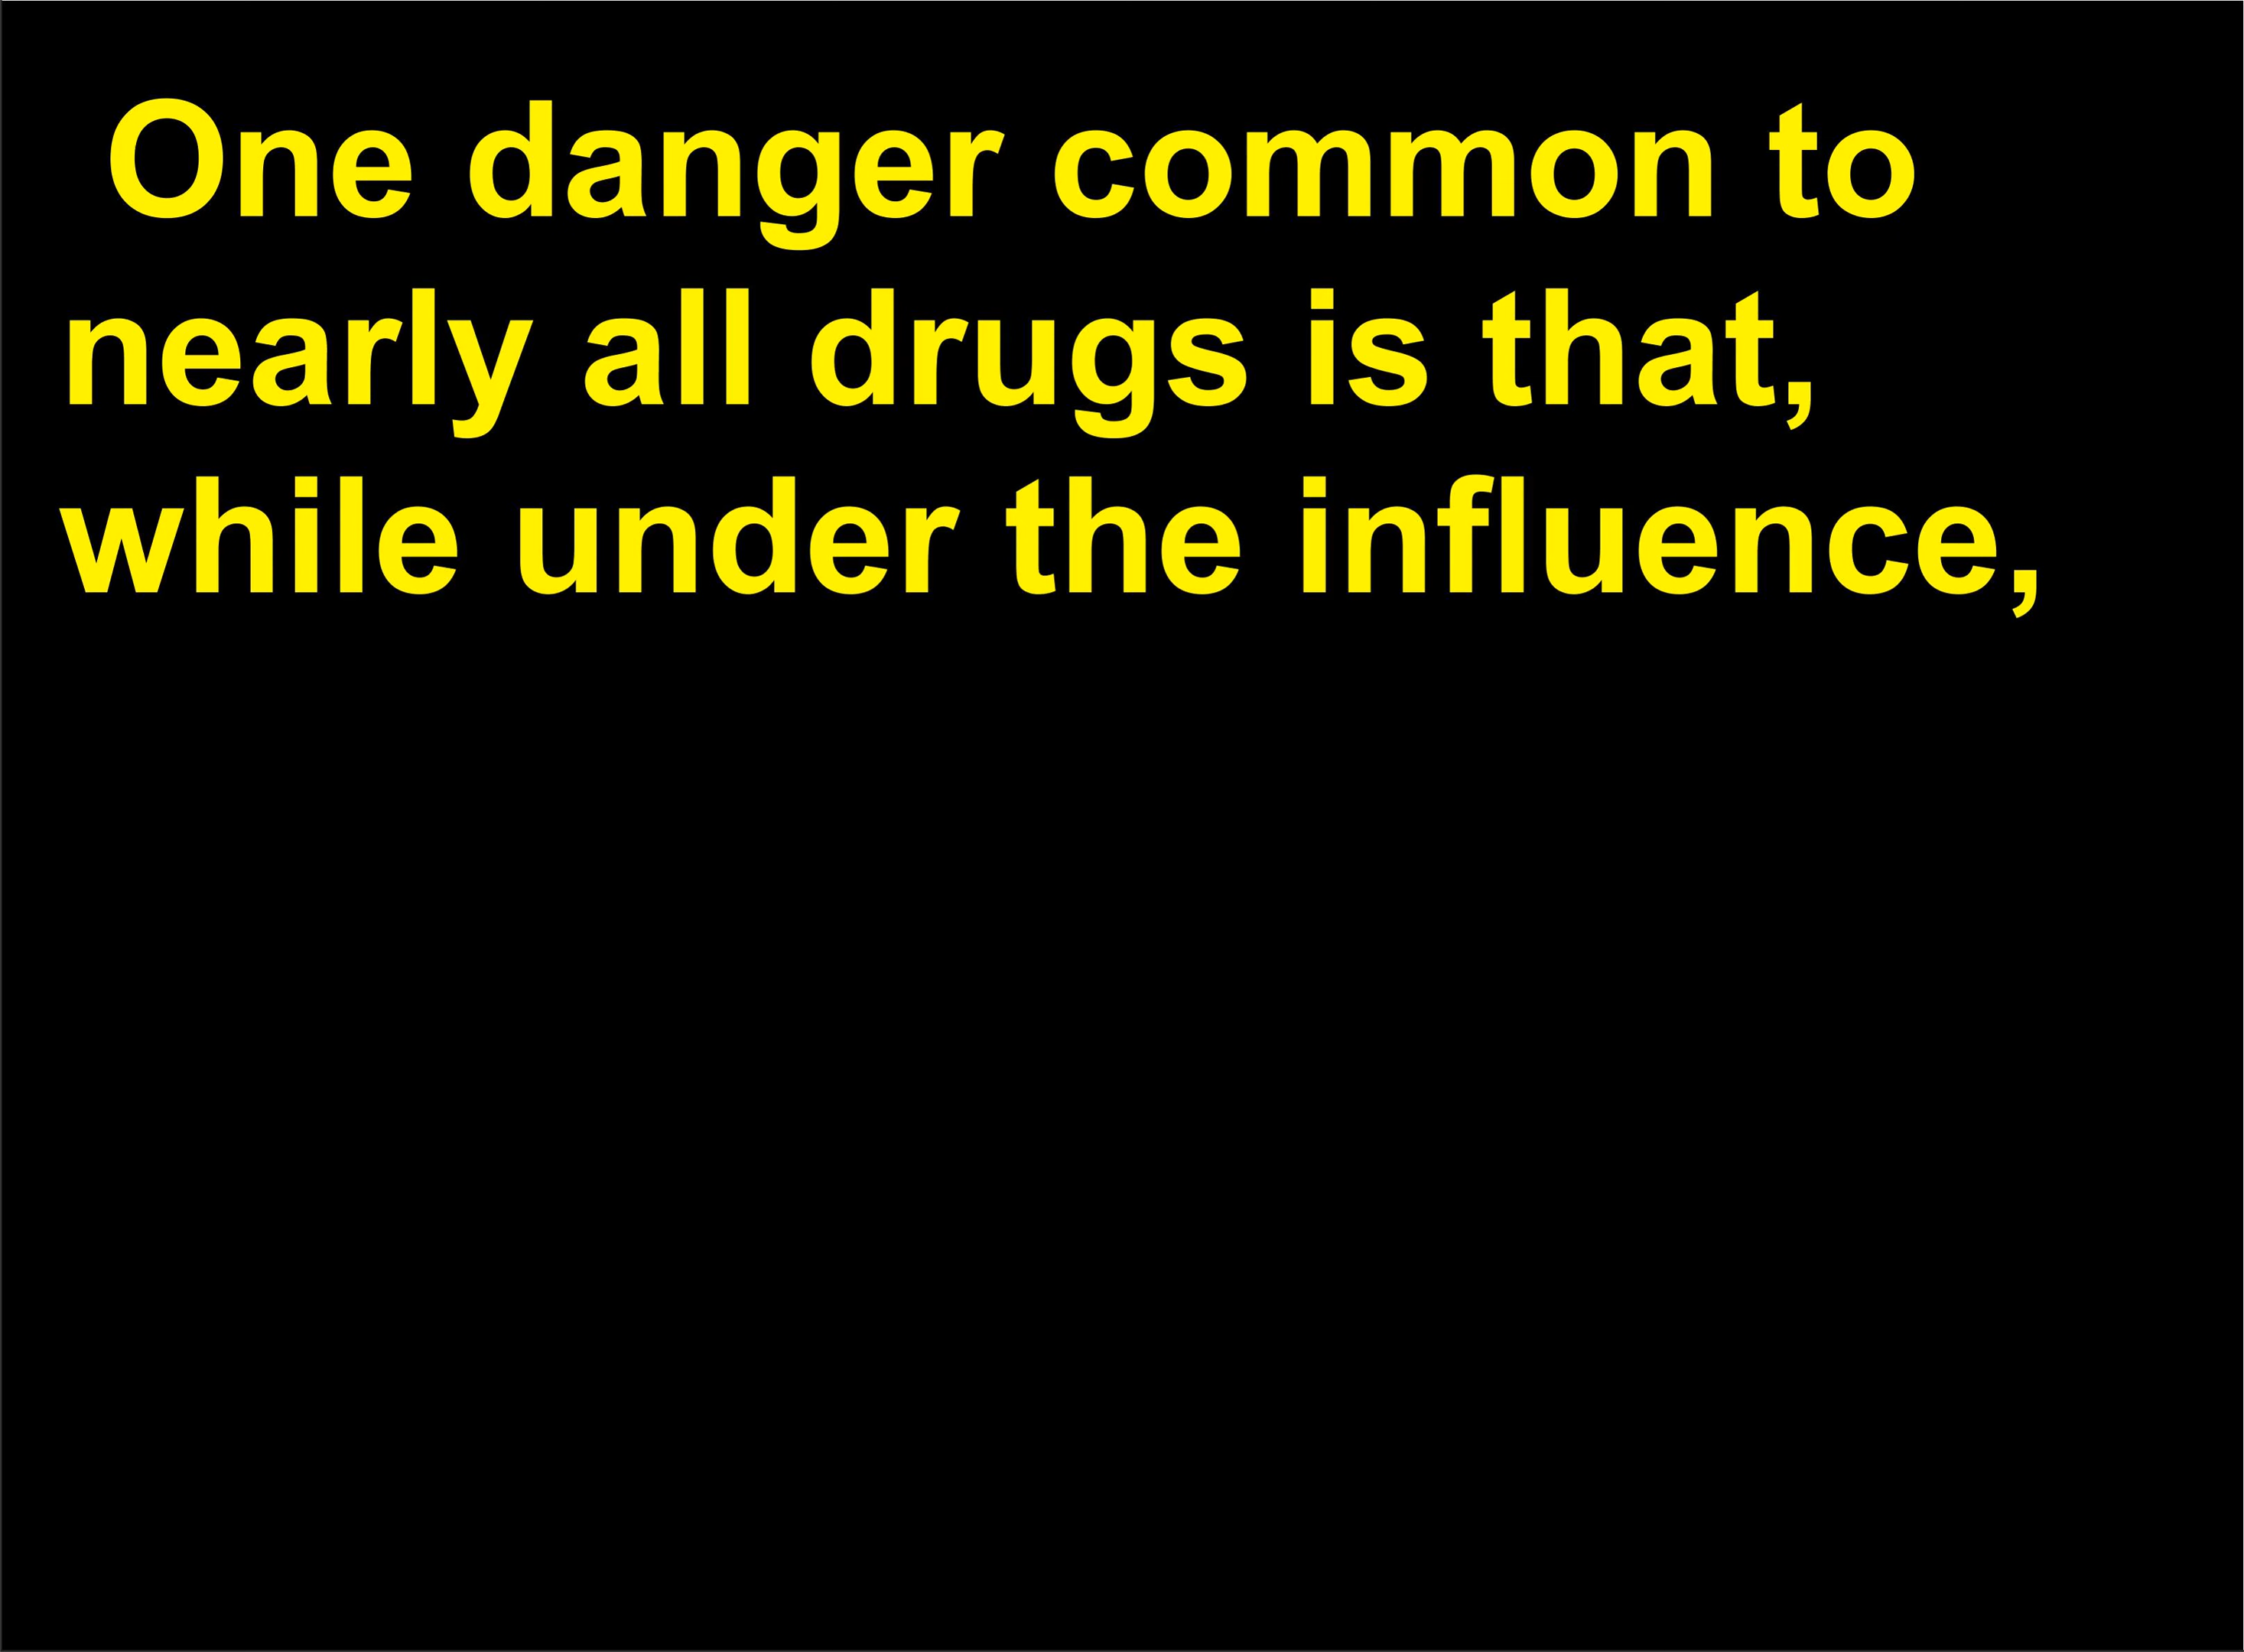 One danger common to
nearly all drugs is that,
while under the influence,